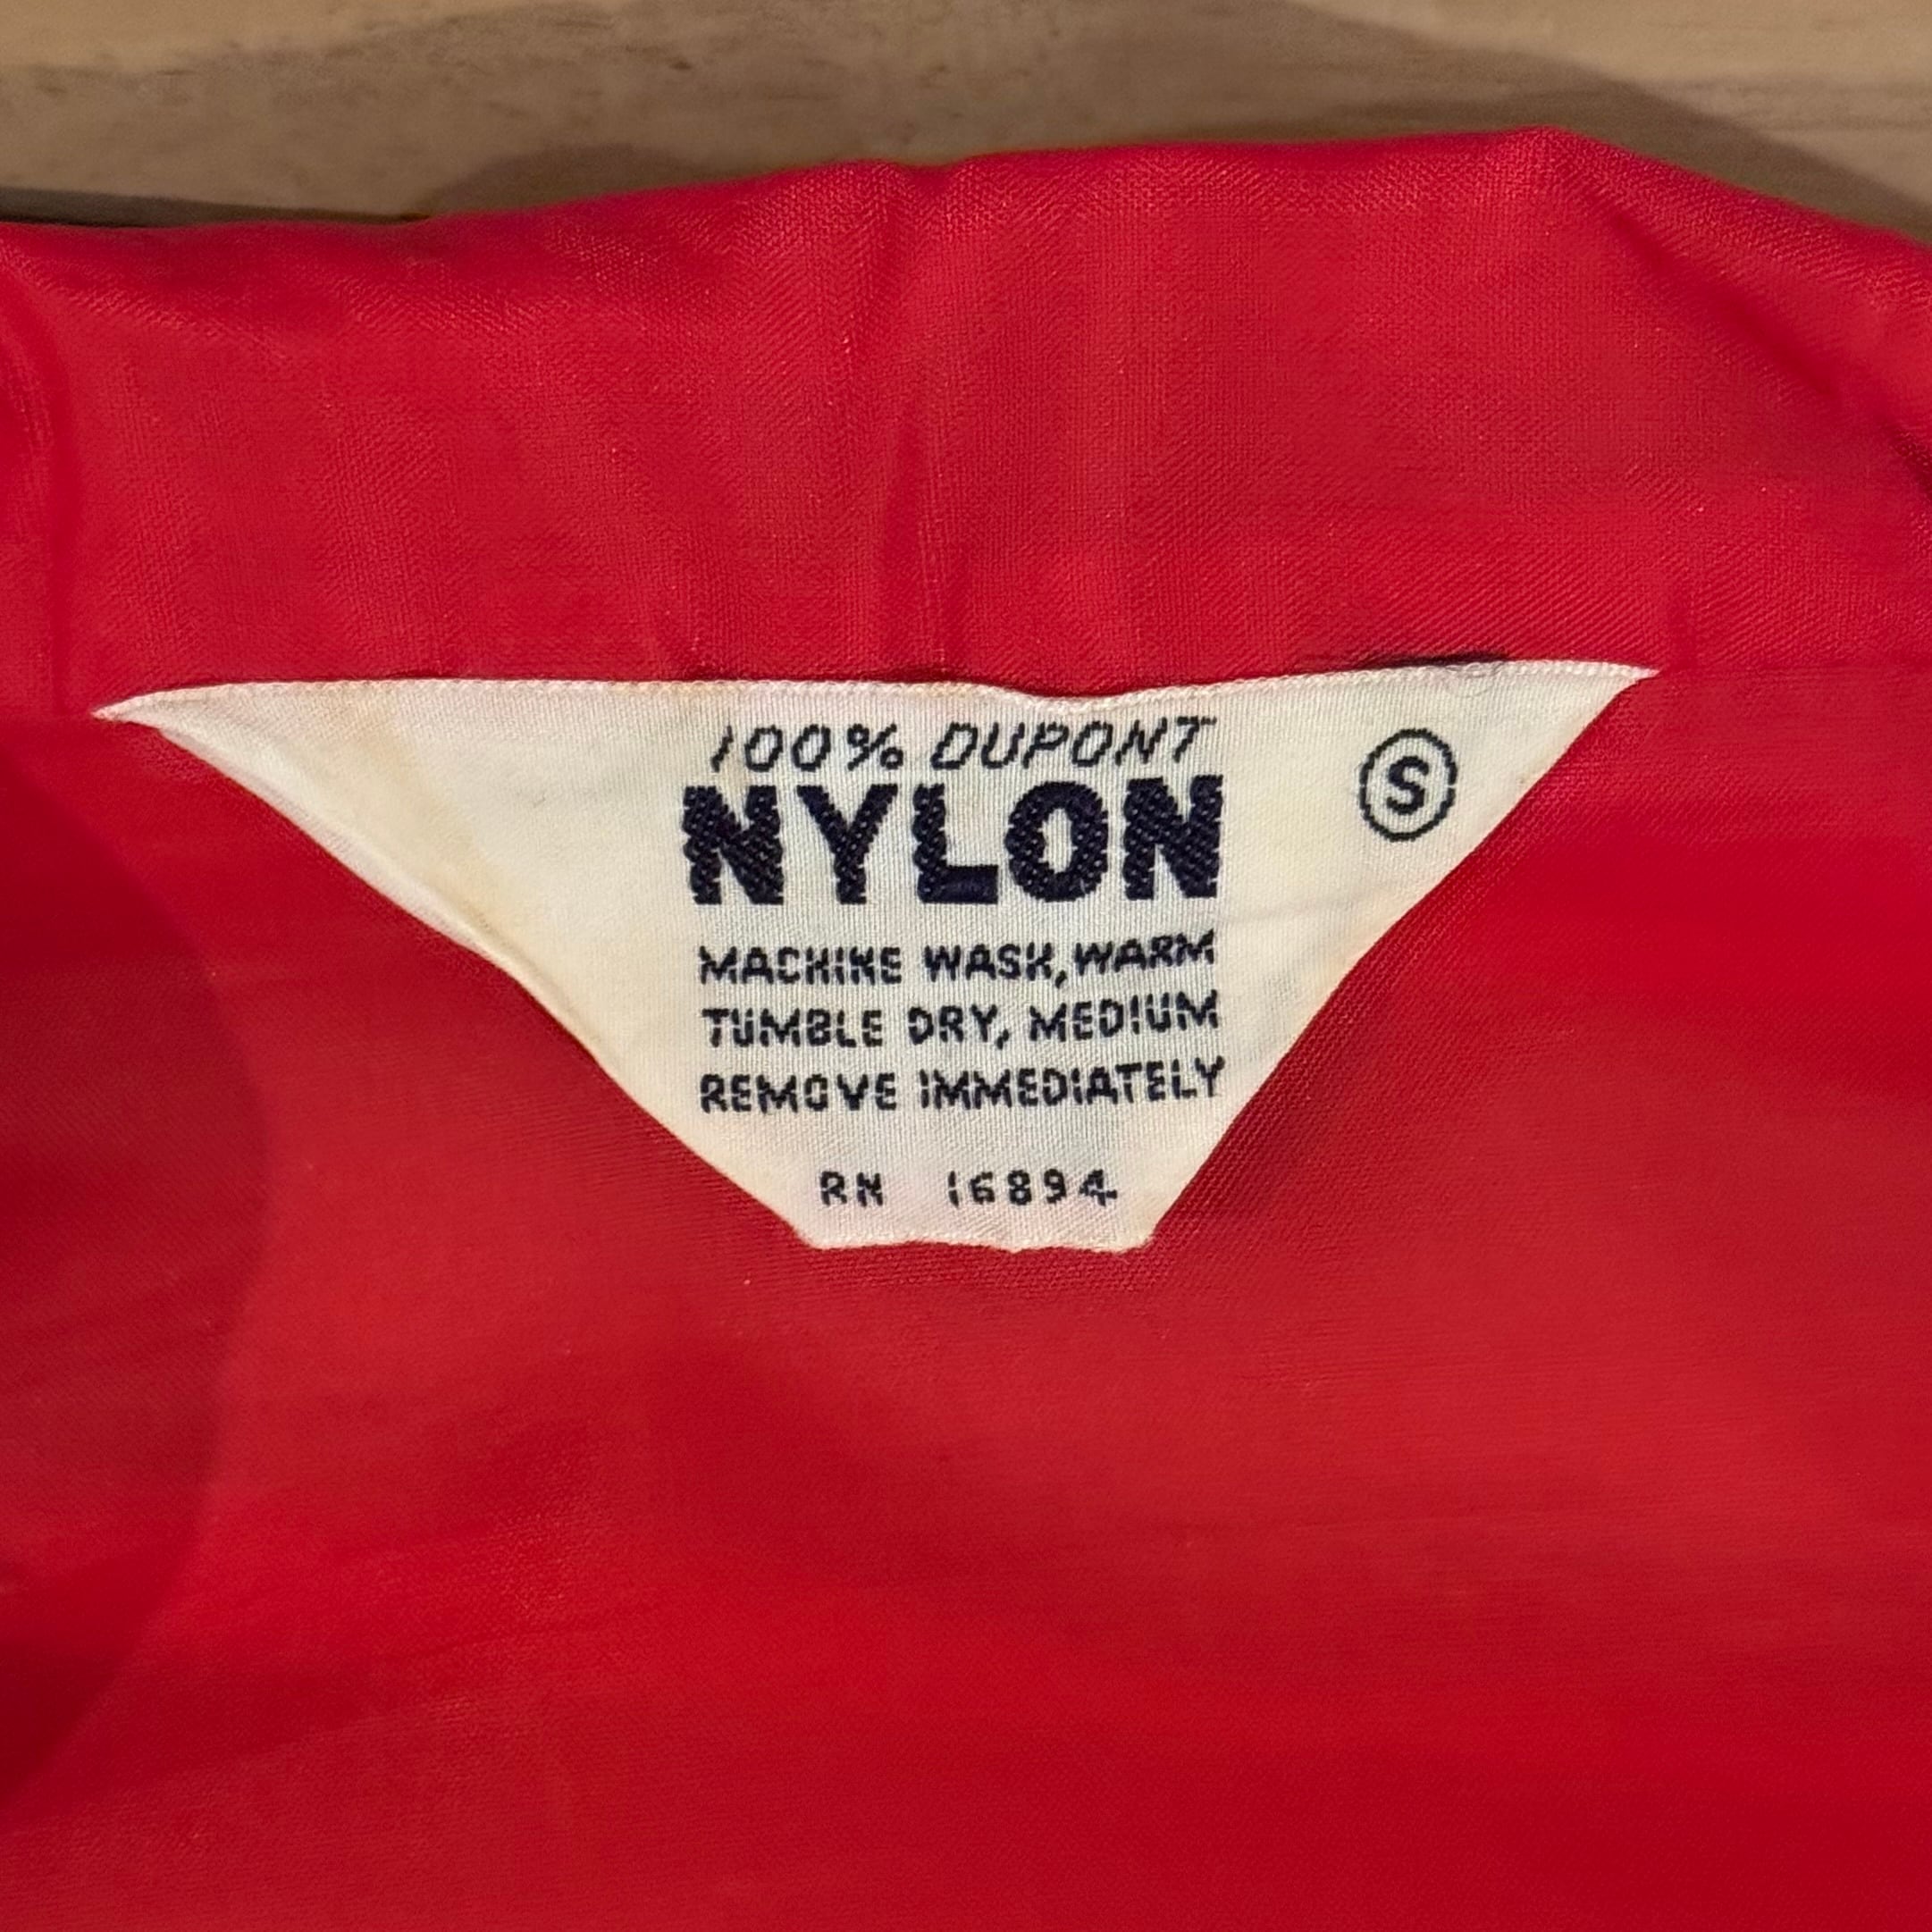 100% DUPONT
NYLON
S
MACHINE WASK, WARM
TUMBLE DRY, MEDIUM
REMOVE IMMEDIATELY
RN 16894